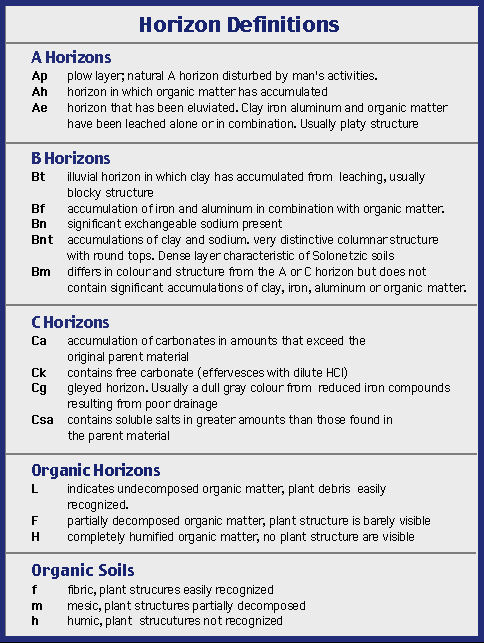 Horizon Definitions
A Horizons
Ap plow layer; natural A horizon disturbed by man's activities.
Ah horizon in which organic matter has accumulated
Ae horizon that has been eluviated. Clay iron aluminum and organic matter
have been leached alone or in combination. Usually platy structure
B Horizons
Bt illuvial horizon in which clay has accumulated from leaching, usually
blocky structure
Bf accumulation of iron and aluminum in combination with organic matter.
Bn significant exchangeable sodium present
Bnt accumulations of clay and sodium. very distinctive columnar structure
with round tops. Dense layer characteristic of Solonetzic soils
Bm differs in colour and structure from the A or C horizon but does not
contain significant accumulations of clay, iron, aluminum or organic matter.
C Horizons
Ca accumulation of carbonates in amounts that exceed the
original parent material
Ck contains free carbonate (effervesces with dilute HCl)
Cg gleyed horizon. Usually a dull gray colour from reduced iron compounds
resulting from poor drainage
Csa contains soluble salts in greater amounts than those found in
the parent material
Organic Horizons
L indicates undecomposed organic matter, plant debris easily
recognized.
F partially decomposed organic matter, plant structure is barely visible
H completely humified organic matter, no plant structure are visible
Organic Soils
f fibric, plant strucures easily recognized
m mesic, plant structures partially decomposed
h humic, plant strucutures not recognized